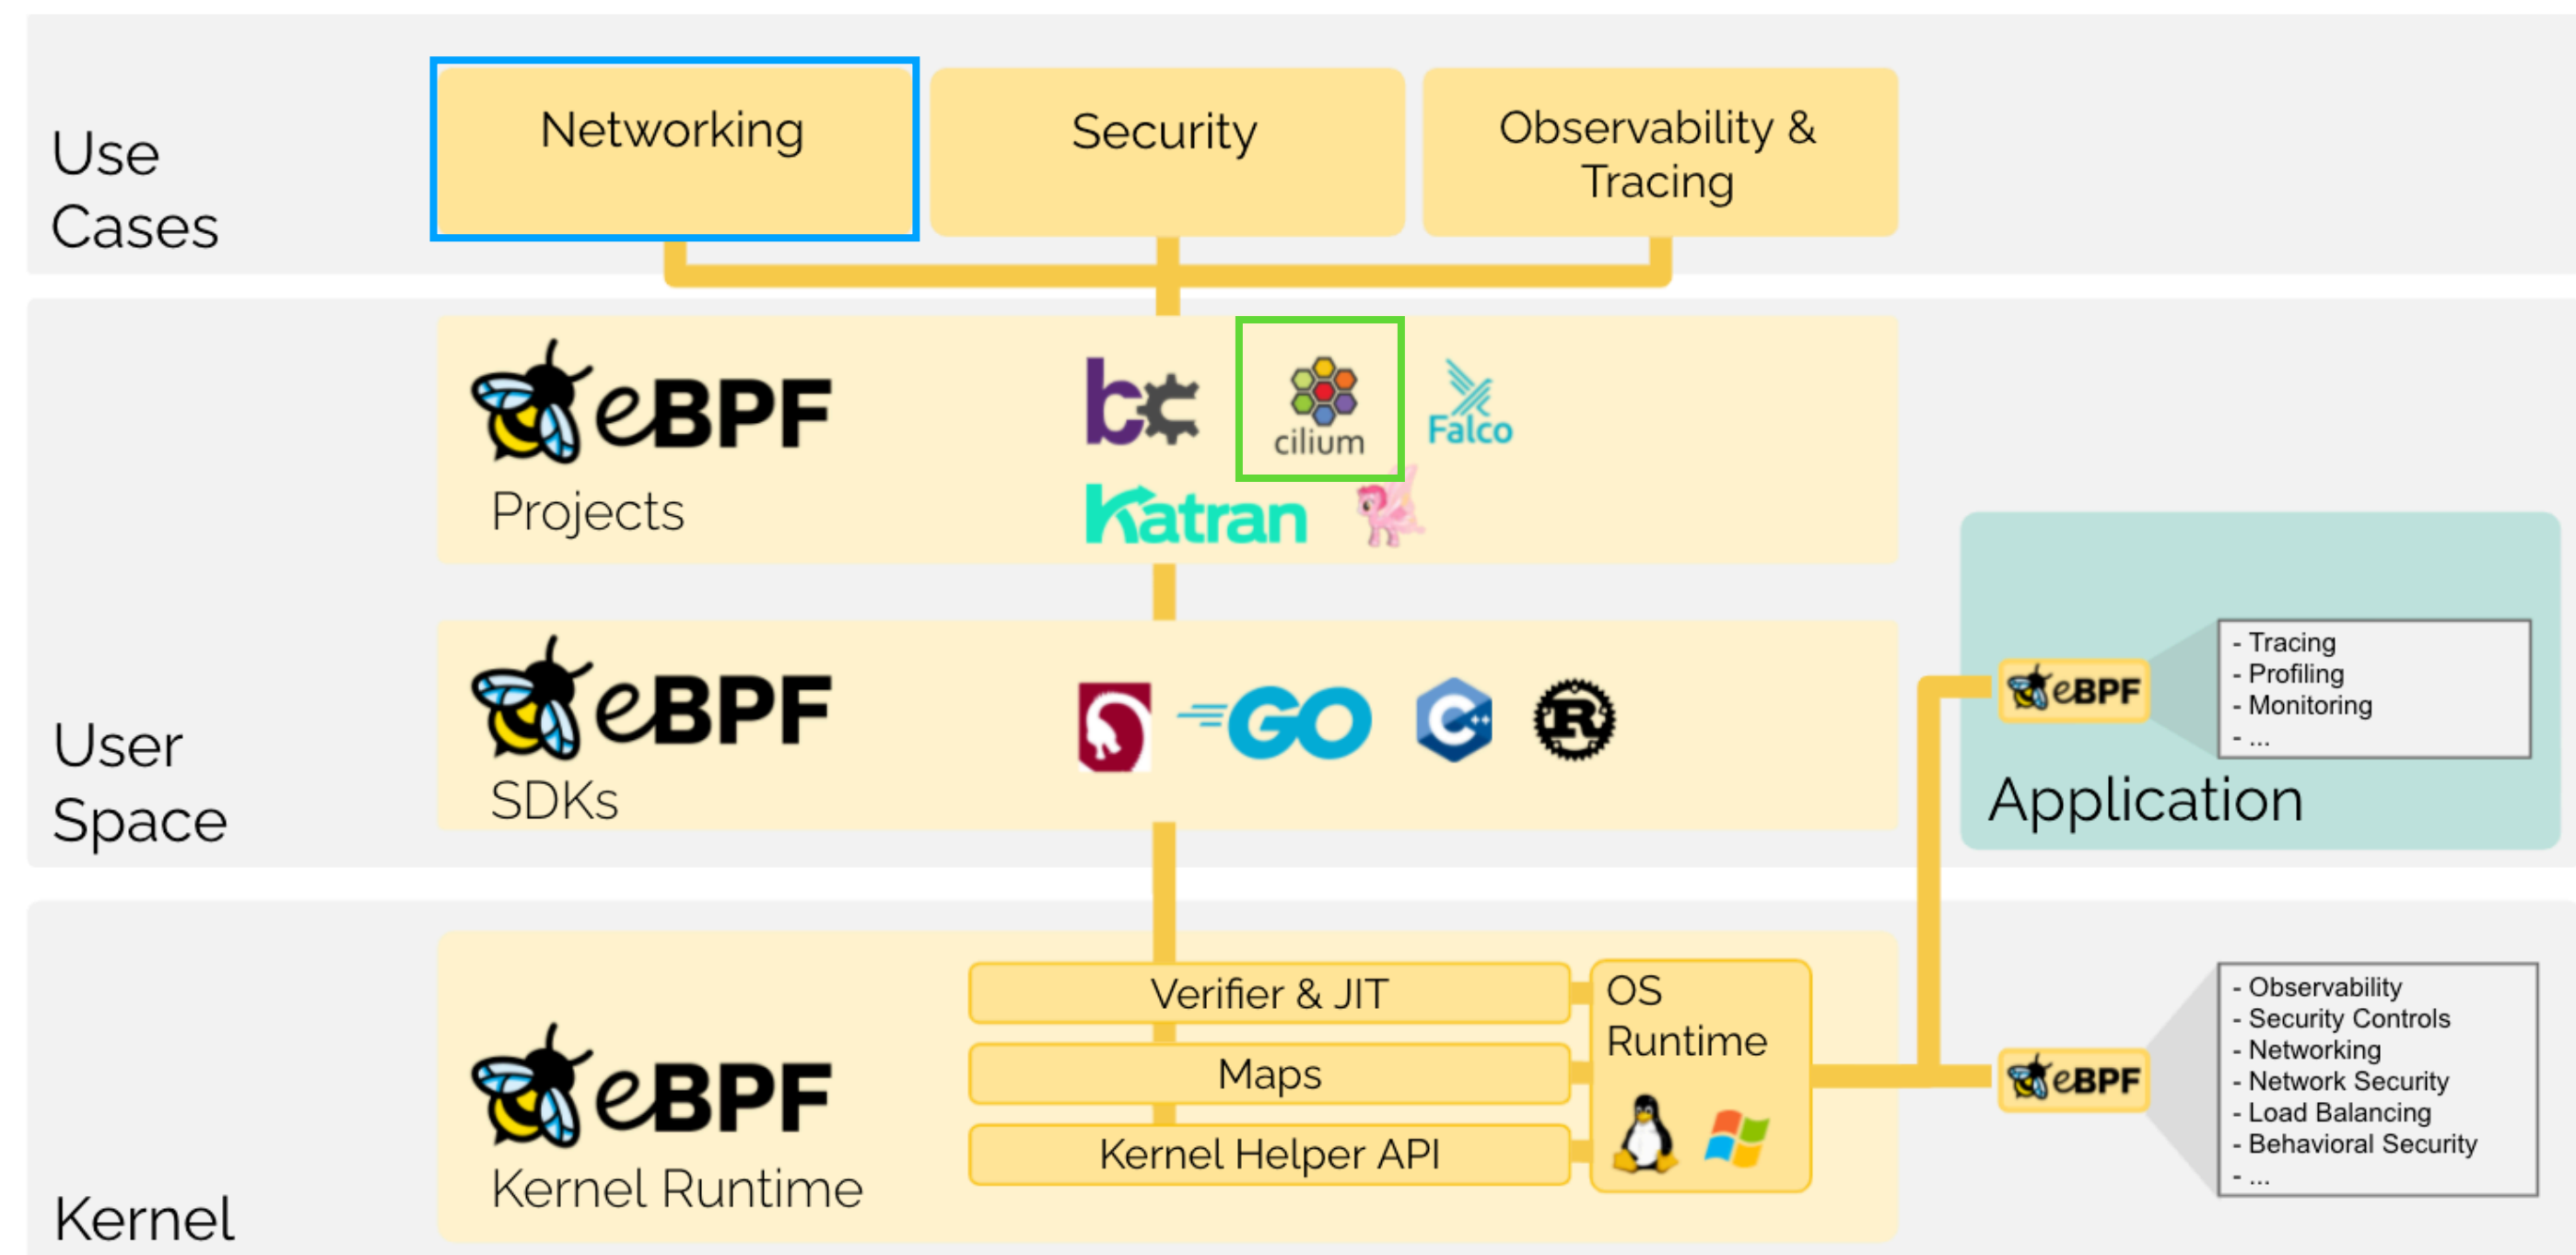 Use
Cases
Networking
Security
Observability &
Tracing
User
Space
eBPF
Projects
bc
cilium
Falco
Katran
eBPF
SDKs
GO
C++
R
eBPF
- Tracing
- Profiling
- Monitoring
- ...
Application
Kernel
eBPF
Kernel Runtime
Verifier & JIT
Maps
Kernel Helper API
OS
Runtime
eBPF
- Observability
- Security Controls
- Networking
- Network Security
- Load Balancing
- Behavioral Security
- ...